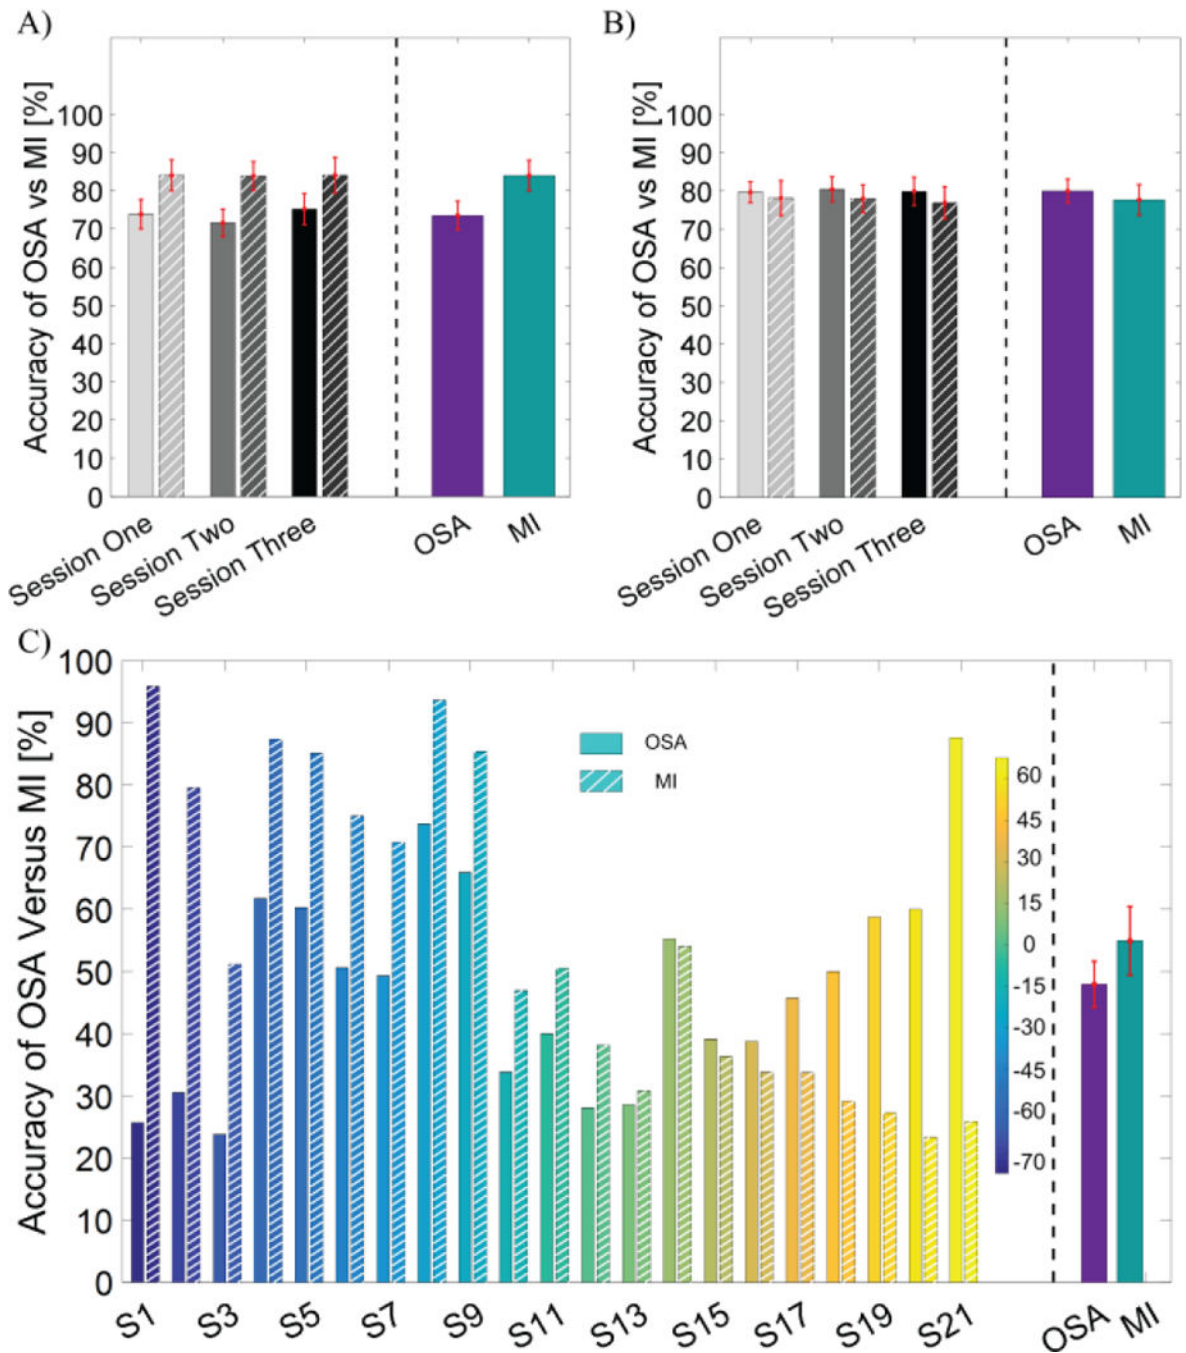 A)
Accuracy of OSA vs MI [%]
100
90
80
70
60
50
40
30
20
10
0
Session One
Session Two
Session Three
OSA
MI
B)
Accuracy of OSA vs MI [%]
100
90
80
70
60
50
40
30
20
10
0
Session One
Session Two
Session Three
OSA
MI
C)
Accuracy of OSA Versus MI [%]
100
90
80
70
60
50
40
30
20
10
0
OSA
MI
60
45
30
15
0
-15
-30
-45
-60
-70
S1
S3
S5
S7
S9
S11
S13
S15
S17
S19
S21
OSA
MI